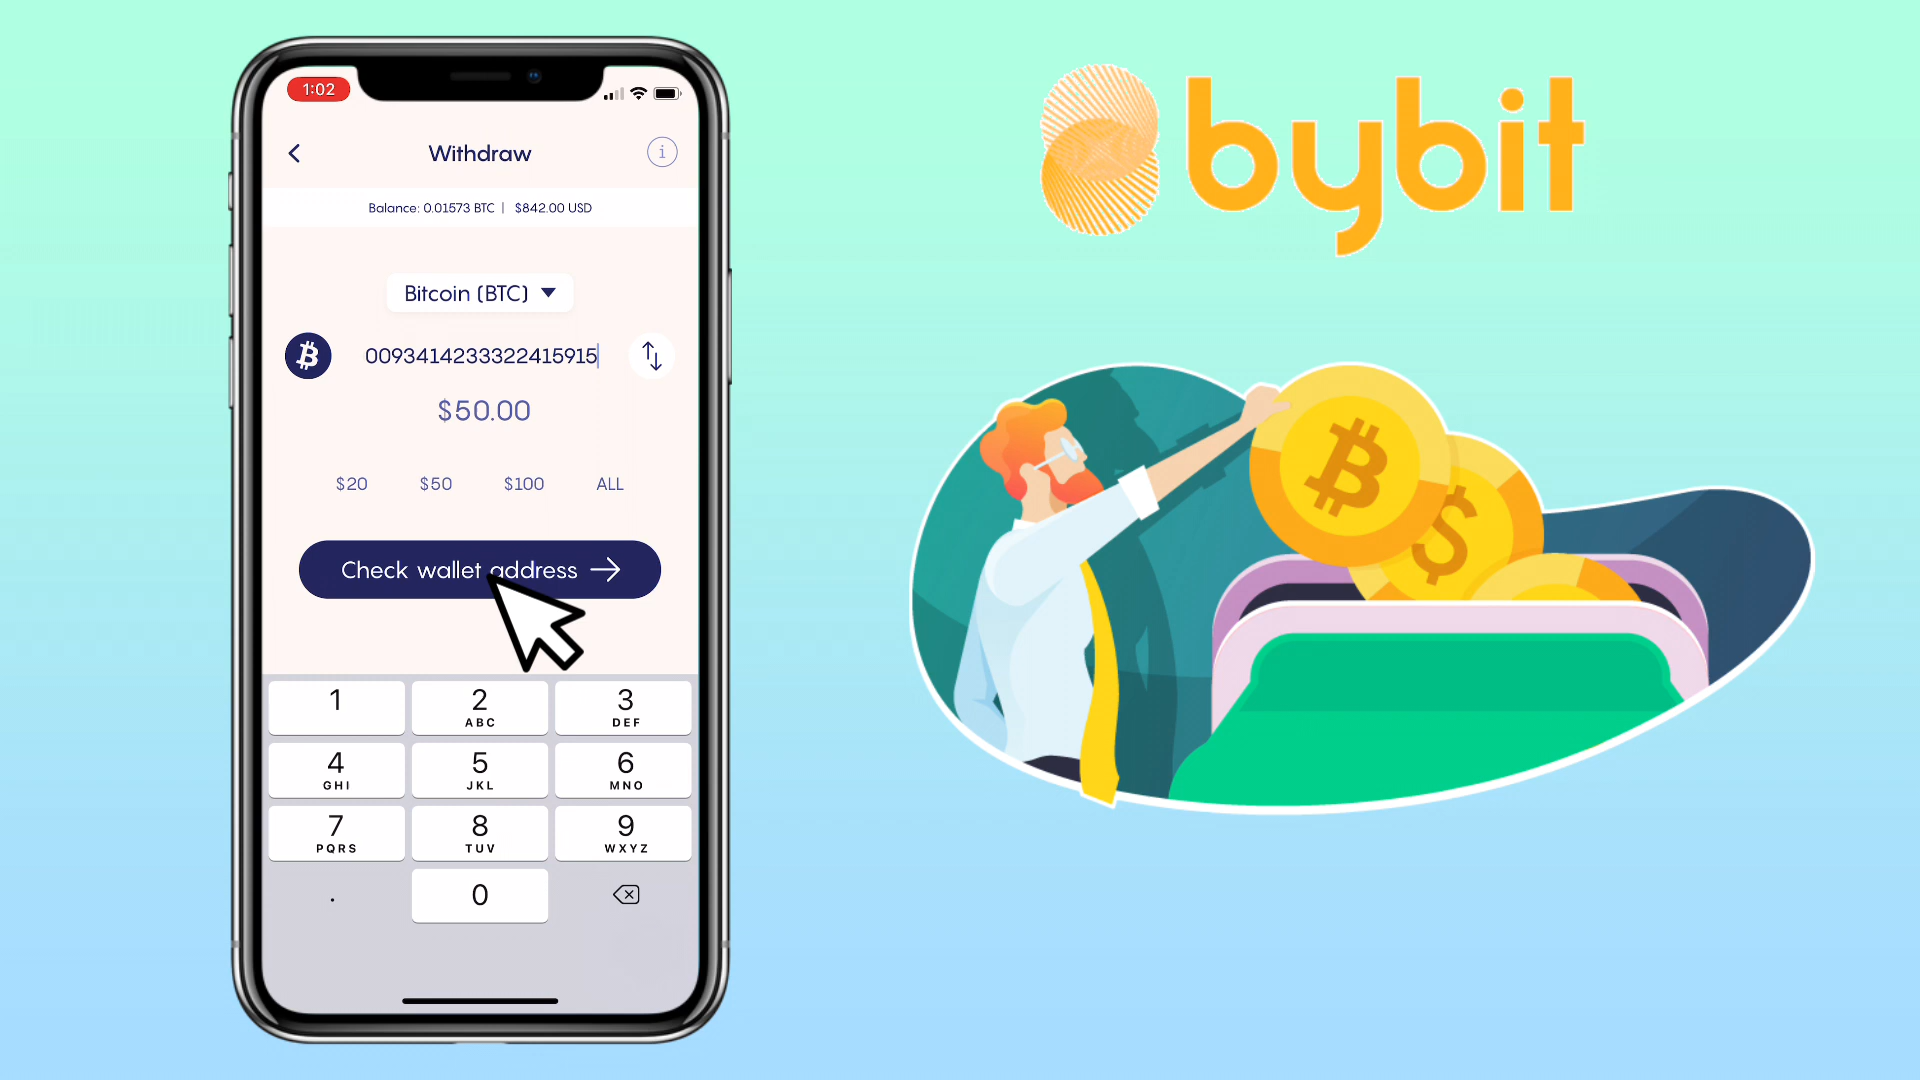 1:02
Withdraw
i
Balance: 0.01573 BTC | $842.00 USD
Bitcoin (BTC)
0093414233322415915
$50.00
$20 $50 $100 ALL
Check wallet address
1 2 3
ABC DEF
4 5 6
GHI JKL MNO
7 8 9
PQRS TUV WXYZ
. 0
bybit
$